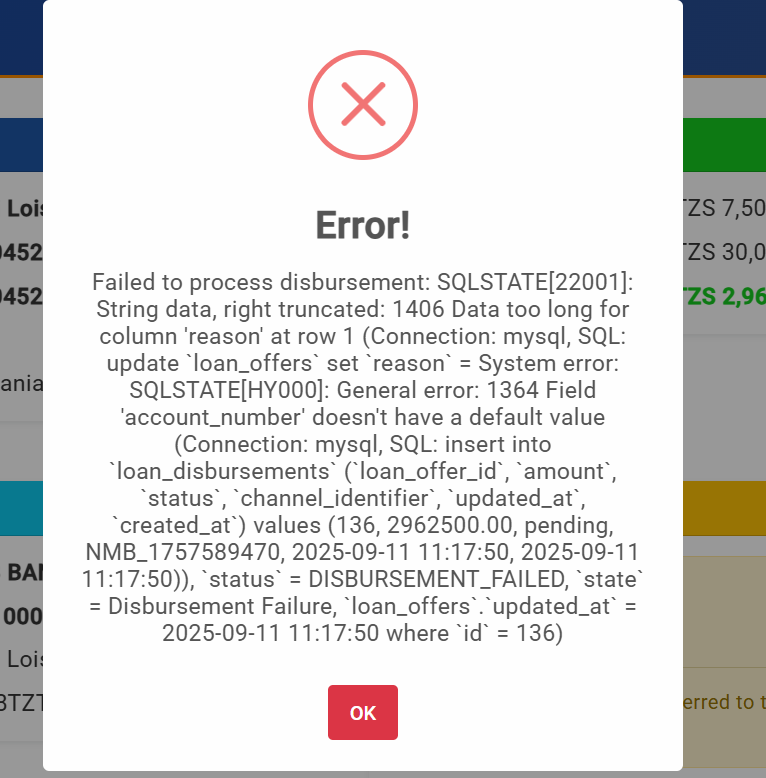 Error!
Failed to process disbursement: SQLSTATE[22001]:
String data, right truncated: 1406 Data too long for
column 'reason' at row 1 (Connection: mysql, SQL:
update `loan_offers` set `reason` = System error:
SQLSTATE[HY000]: General error: 1364 Field
'account_number' doesn't have a default value
(Connection: mysql, SQL: insert into
`loan_disbursements` (`loan_offer_id`, `amount`,
`status`, `channel_identifier`, `updated_at`,
`created_at`) values (136, 2962500.00, pending,
NMB_1757589470, 2025-09-11 11:17:50, 2025-09-11
11:17:50)), `status` = DISBURSEMENT_FAILED, `state`
= Disbursement Failure, `loan_offers`.`updated_at` =
2025-09-11 11:17:50 where `id` = 136)
OK
Lois
TZS 7,50
0452
TZS 30,0
0452
TZS 2,96
ania
BAN
000
Lois
BTZT
erred to t